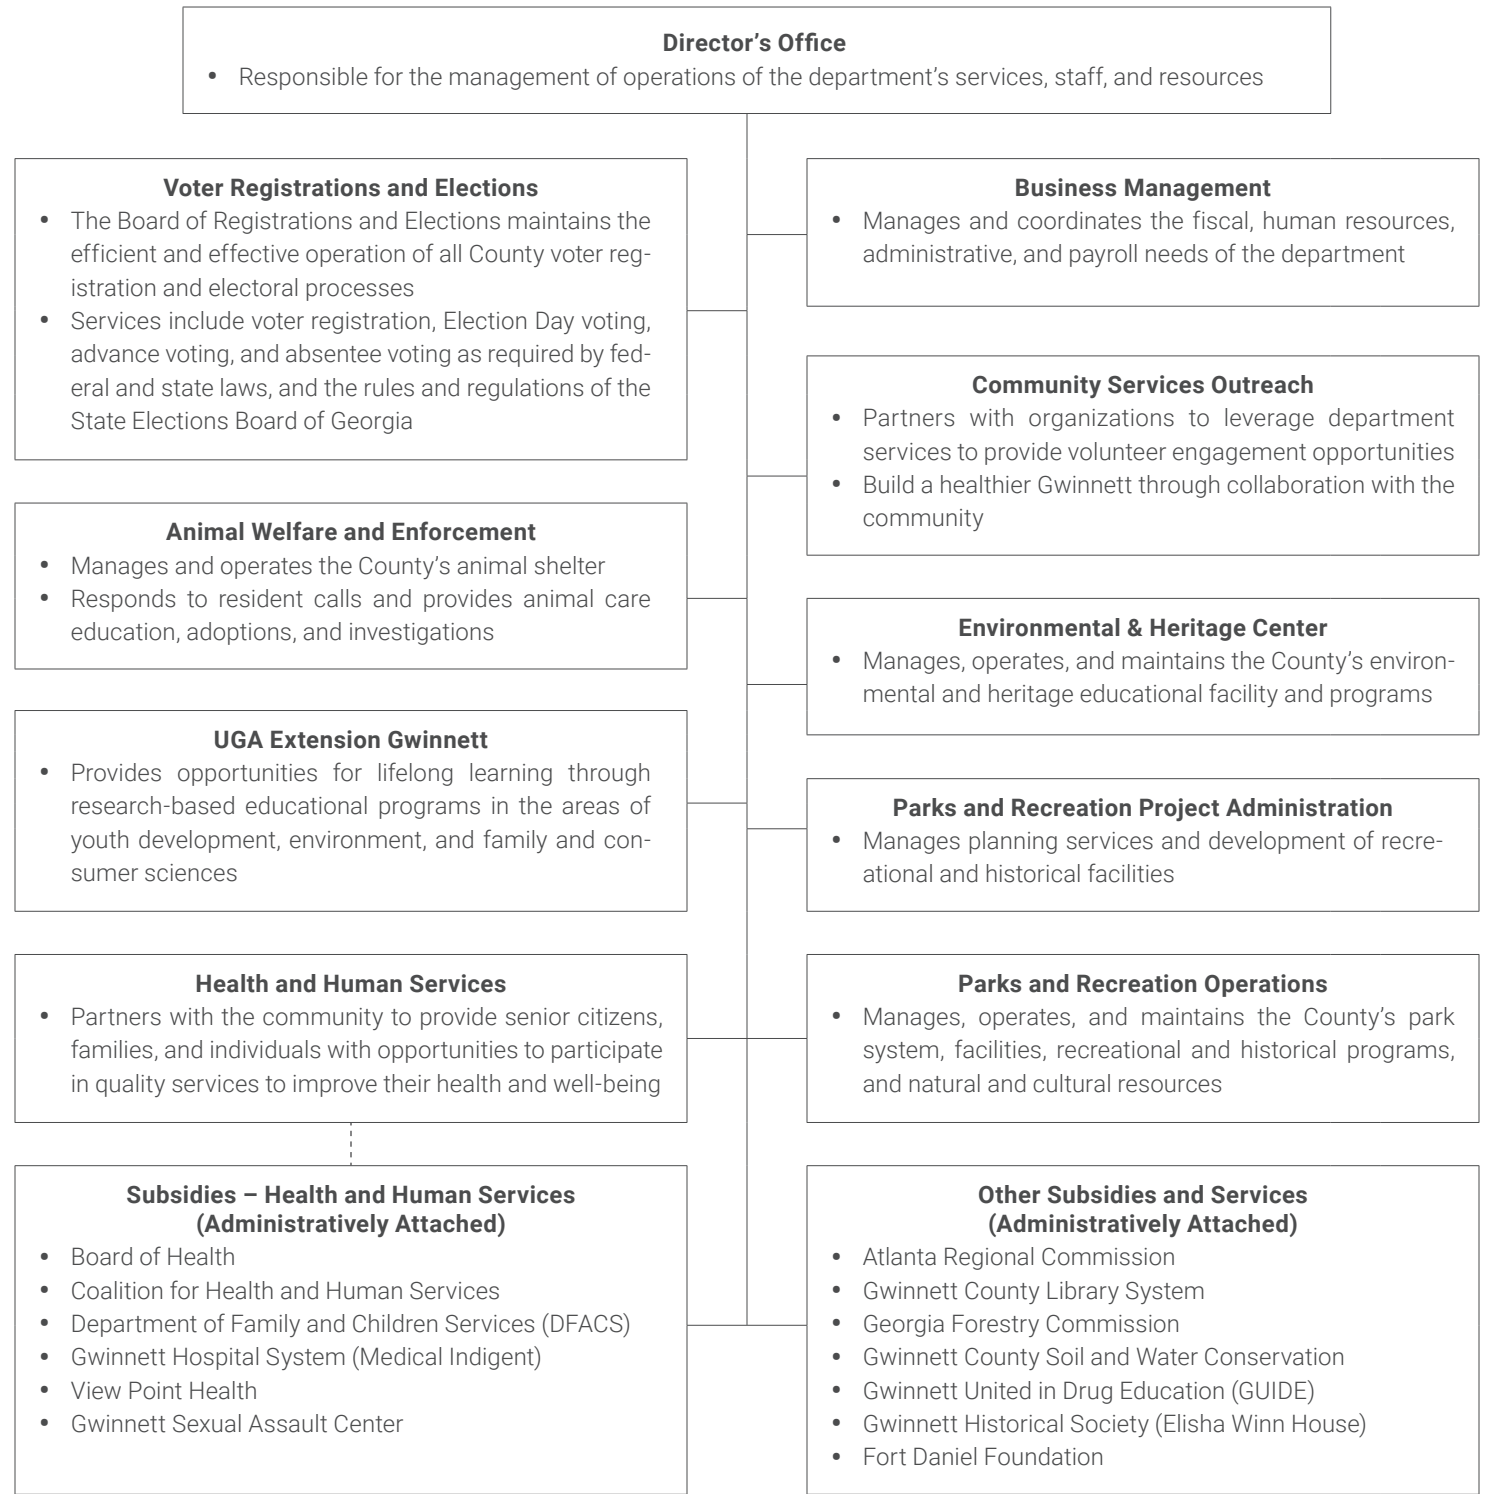 Director’s Office
• Responsible for the management of operations of the department’s services, staff, and resources
Voter Registrations and Elections
• The Board of Registrations and Elections maintains the
efficient and effective operation of all County voter reg-
istration and electoral processes
• Services include voter registration, Election Day voting,
advance voting, and absentee voting as required by fed-
eral and state laws, and the rules and regulations of the
State Elections Board of Georgia
Animal Welfare and Enforcement
• Manages and operates the County’s animal shelter
• Responds to resident calls and provides animal care
education, adoptions, and investigations
UGA Extension Gwinnett
• Provides opportunities for lifelong learning through
research-based educational programs in the areas of
youth development, environment, and family and con-
sumer sciences
Health and Human Services
• Partners with the community to provide senior citizens,
families, and individuals with opportunities to participate
in quality services to improve their health and well-being
Subsidies – Health and Human Services
(Administratively Attached)
• Board of Health
• Coalition for Health and Human Services
• Department of Family and Children Services (DFACS)
• Gwinnett Hospital System (Medical Indigent)
• View Point Health
• Gwinnett Sexual Assault Center
Business Management
• Manages and coordinates the fiscal, human resources,
administrative, and payroll needs of the department
Community Services Outreach
• Partners with organizations to leverage department
services to provide volunteer engagement opportunities
• Build a healthier Gwinnett through collaboration with the
community
Environmental & Heritage Center
• Manages, operates, and maintains the County’s environ-
mental and heritage educational facility and programs
Parks and Recreation Project Administration
• Manages planning services and development of recre-
ational and historical facilities
Parks and Recreation Operations
• Manages, operates, and maintains the County’s park
system, facilities, recreational and historical programs,
and natural and cultural resources
Other Subsidies and Services
(Administratively Attached)
• Atlanta Regional Commission
• Gwinnett County Library System
• Georgia Forestry Commission
• Gwinnett County Soil and Water Conservation
• Gwinnett United in Drug Education (GUIDE)
• Gwinnett Historical Society (Elisha Winn House)
• Fort Daniel Foundation